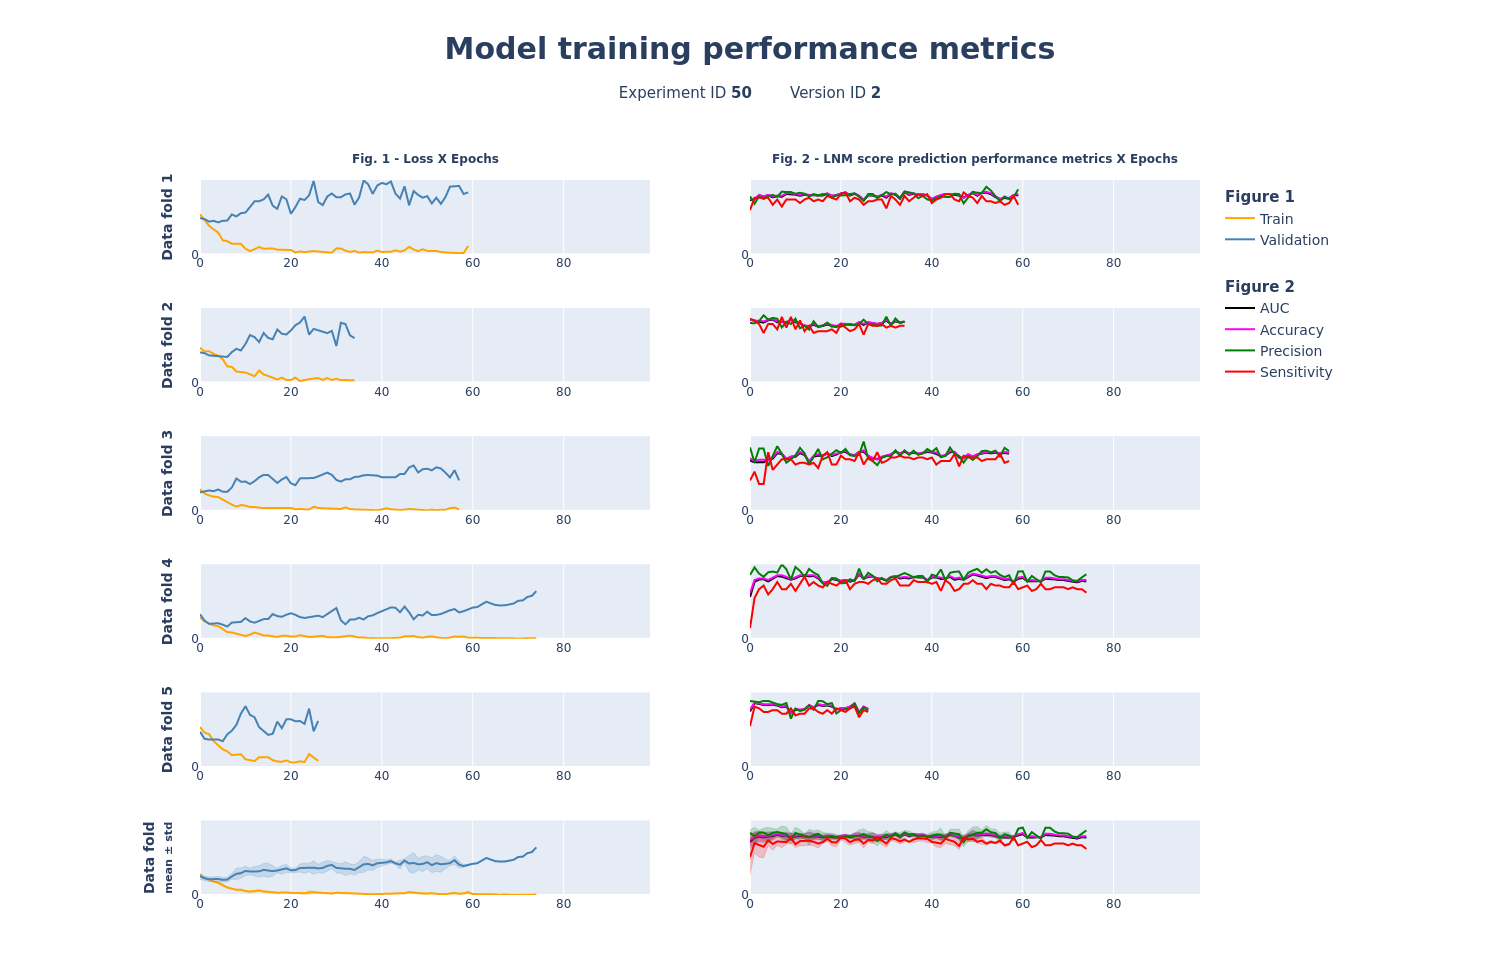 Model training performance metrics
Experiment ID 50 Version ID 2
Fig. 1 - Loss X Epochs
Fig. 2 - LNM score prediction performance metrics X Epochs
Data fold 1
0
0 20 40 60 80
0
0 20 40 60 80
Figure 1
Train
Validation
Figure 2
AUC
Accuracy
Precision
Sensitivity
Data fold 2
0
0 20 40 60 80
0
0 20 40 60 80
Data fold 3
0
0 20 40 60 80
0
0 20 40 60 80
Data fold 4
0
0 20 40 60 80
0
0 20 40 60 80
Data fold 5
0
0 20 40 60 80
0
0 20 40 60 80
Data fold
mean ± std
0
0 20 40 60 80
0
0 20 40 60 80